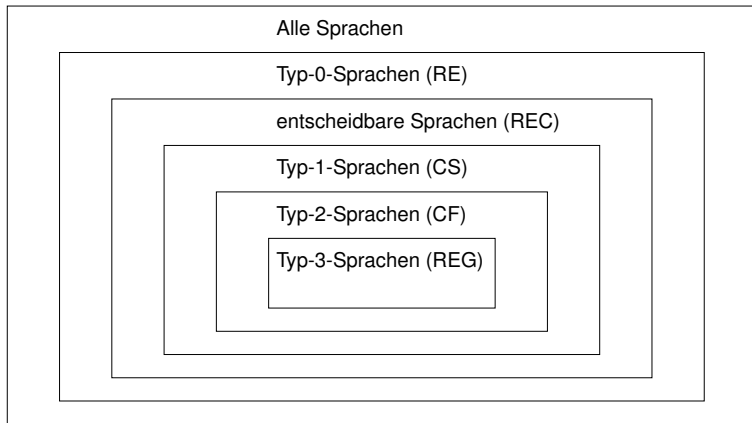 Alle Sprachen
Typ-0-Sprachen (RE)
entscheidbare Sprachen (REC)
Typ-1-Sprachen (CS)
Typ-2-Sprachen (CF)
Typ-3-Sprachen (REG)